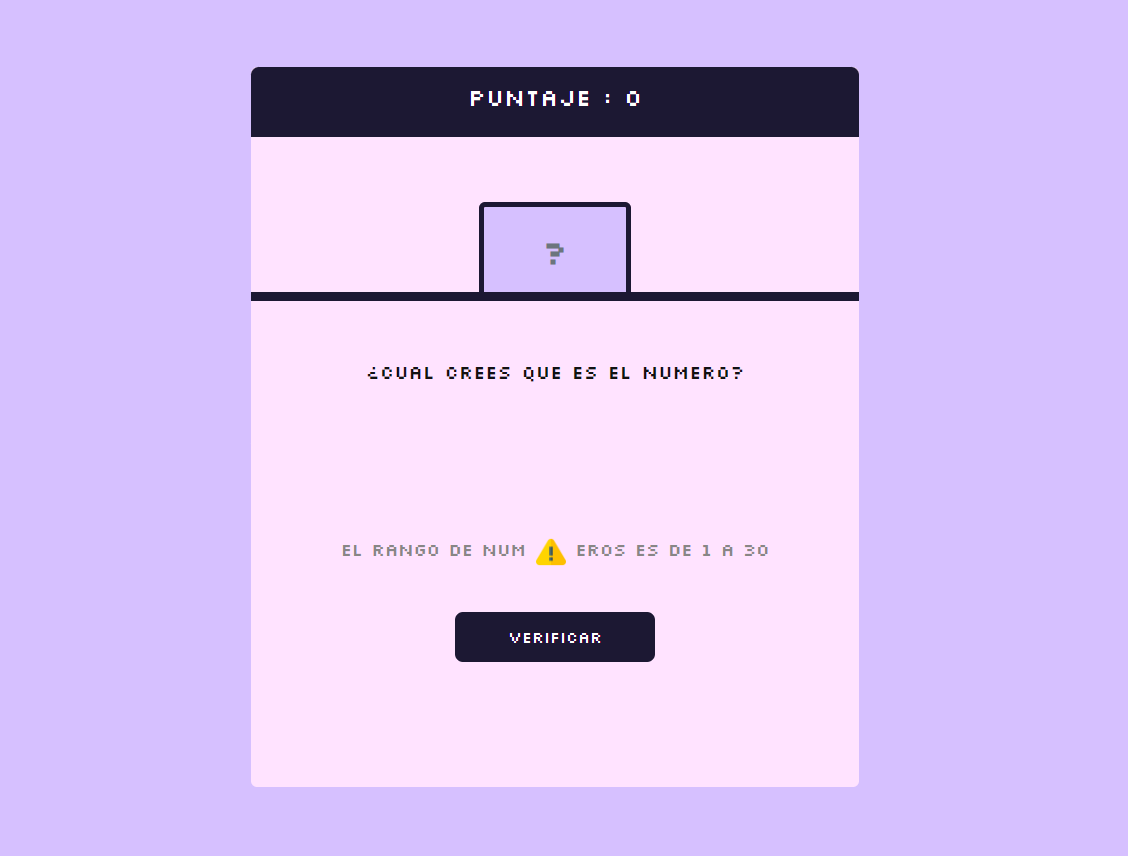 PUNTAJE : 0
?
¿CUAL CREES QUE ES EL NUMERO?
EL RANGO DE NUM ⚠️ EROS ES DE 1 A 30
VERIFICAR